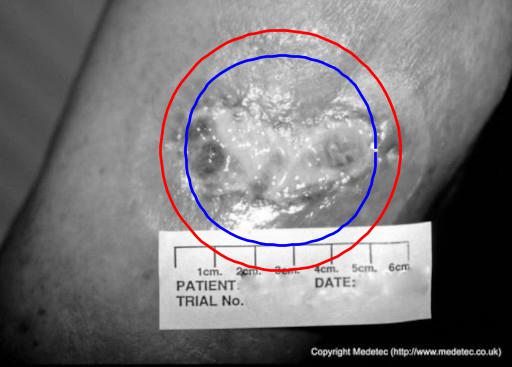 1cm. 2cm. 3cm. 4cm. 5cm. 6cm
PATIENT. DATE:
TRIAL No.
Copyright Medetec (http://www.medetec.co.uk)